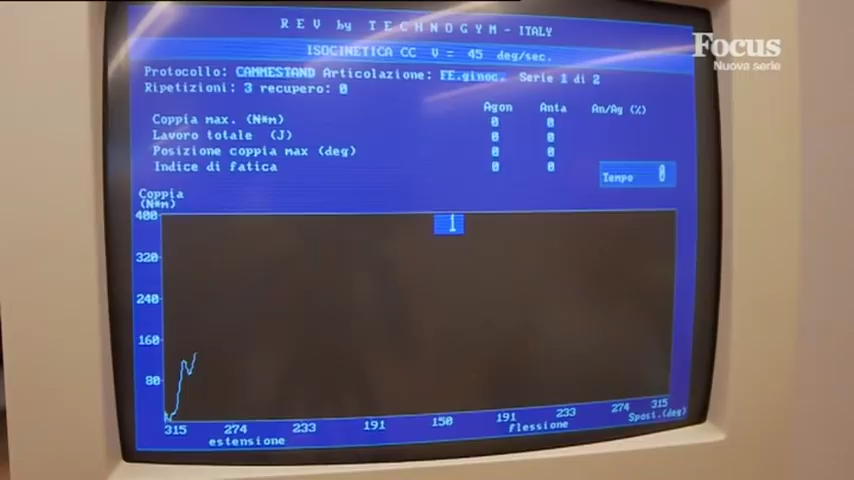 Focus
Nuova serie
REV by TECHNOGYM - ITALY
ISOCINETICA CC V = 45 deg/sec.
Protocollo: CAMMESTAND Articolazione: FE.ginoc. Serie 1 di 2
Ripetizioni: 3 recupero: 0
Agon Anta An/Ag (%)
Coppia max. (N*m) 0 0
Lavoro totale (J) 0 0
Posizione coppia max (deg) 0 0
Indice di fatica 0 0
Tempo 0
Coppia
(N*m)
400
1
320
240
160
80
315 274 233 191 150 191 233 274 315
estensione flessione Spost.(deg)